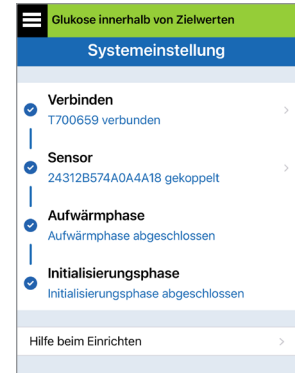 Glukose innerhalb von Zielwerten
Systemeinstellung
Verbinden
T700659 verbunden
Sensor
24312B574A0A4A18 gekoppelt
Aufwärmphase
Aufwärmphase abgeschlossen
Initialisierungsphase
Initialisierungsphase abgeschlossen
Hilfe beim Einrichten